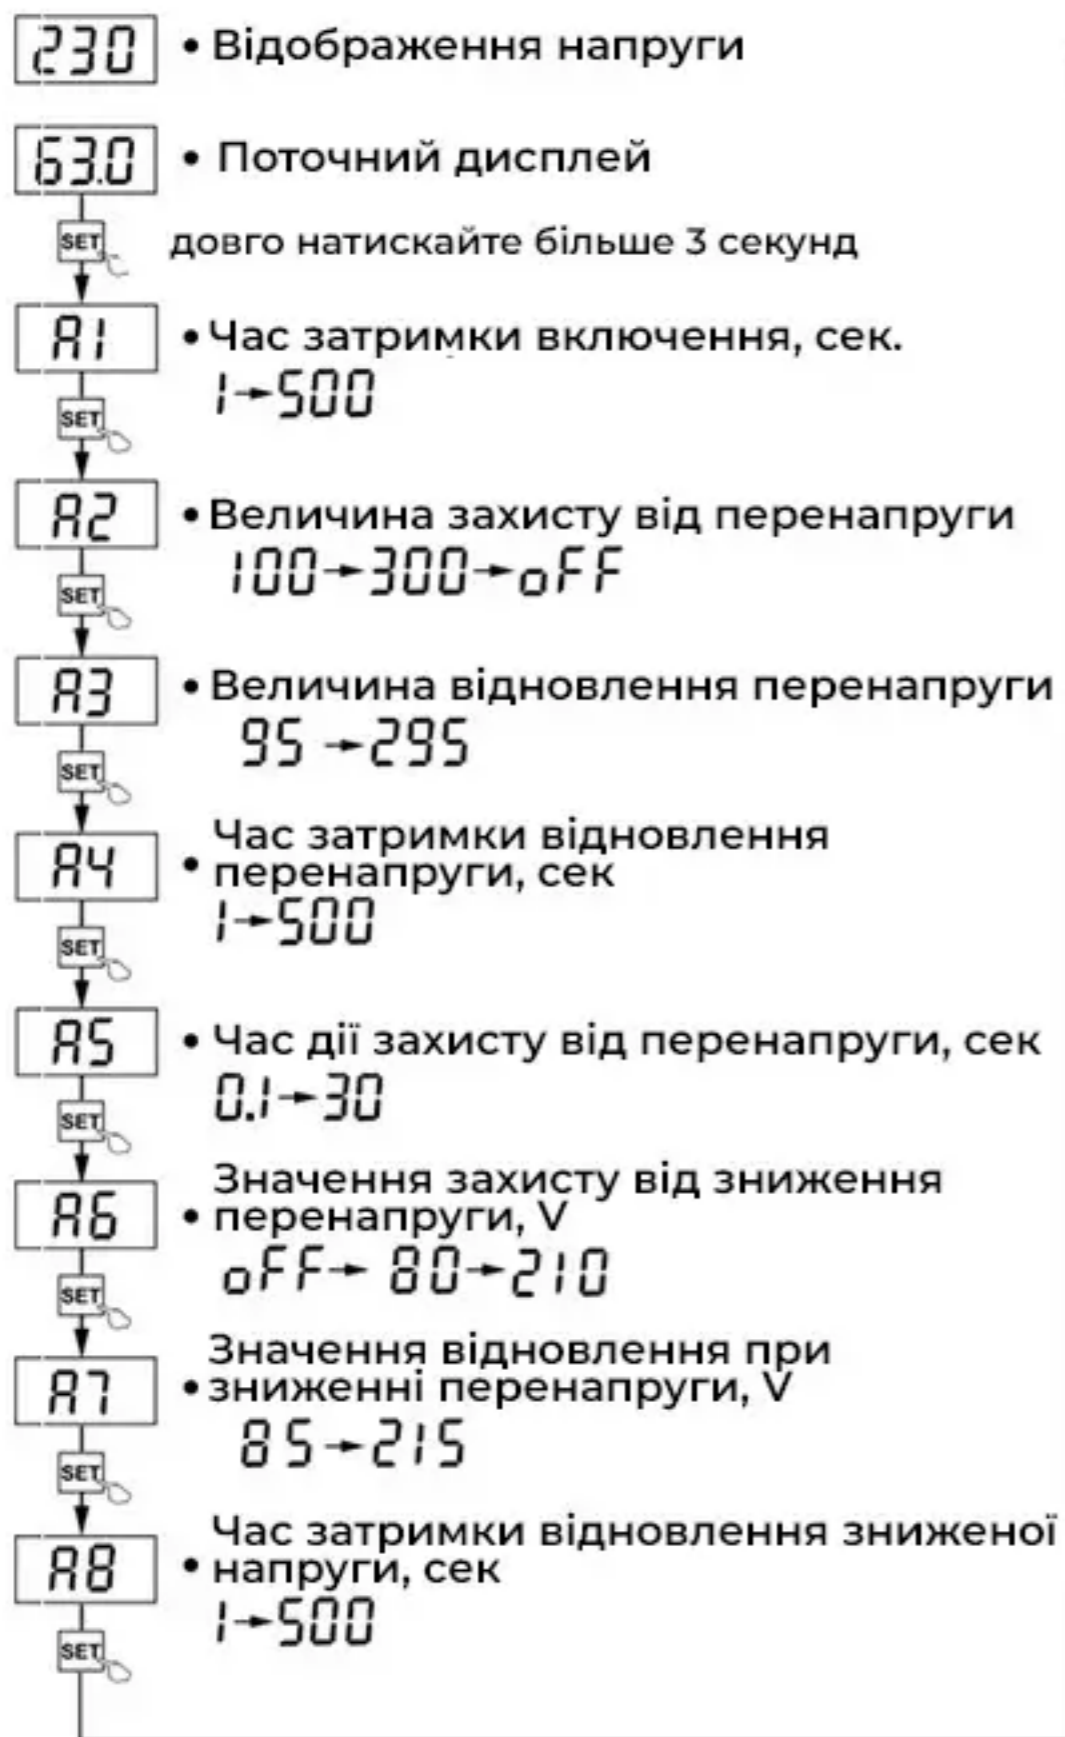 230 • Відображення напруги
63.0 • Поточний дисплей
SET довго натискайте більше 3 секунд
A1 • Час затримки включення, сек.
1→500
SET
A2 • Величина захисту від перенапруги
100→300→oFF
SET
A3 • Величина відновлення перенапруги
95→295
SET
Час затримки відновлення
A4 • перенапруги, сек
1→500
SET
A5 • Час дії захисту від перенапруги, сек
0.1→30
SET
Значення захисту від зниження
A6 • перенапруги, V
oFF→ 80→210
SET
Значення відновлення при
A7 • зниженні перенапруги, V
85→215
SET
Час затримки відновлення зниженої
A8 • напруги, сек
1→500
SET